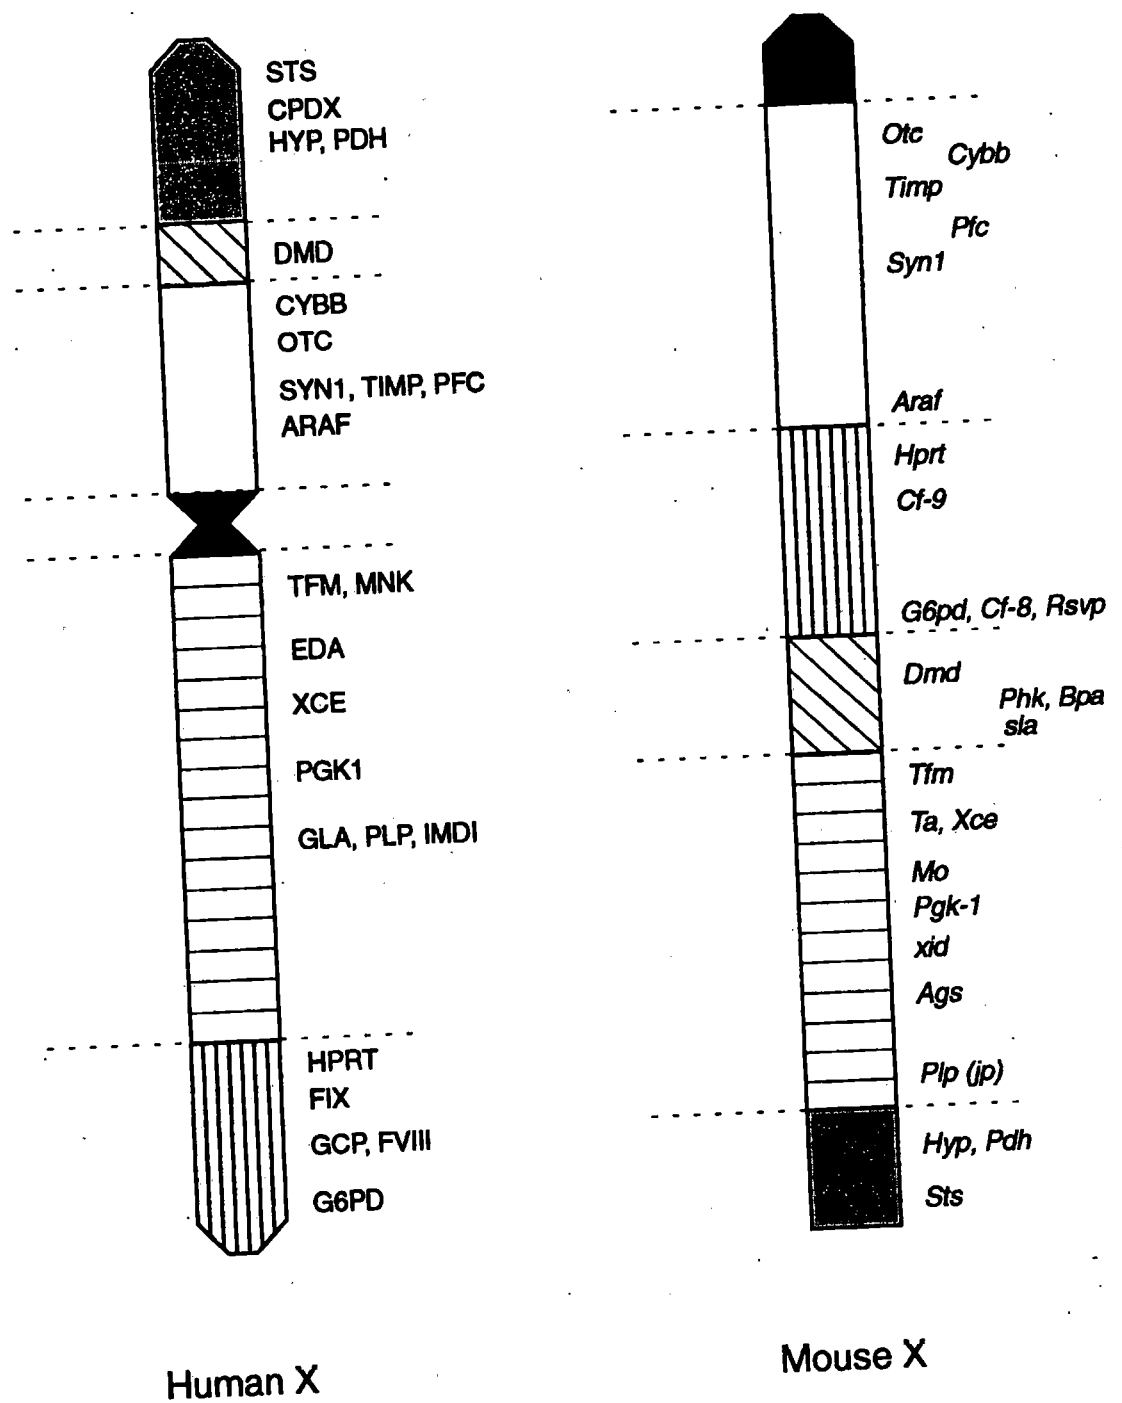 STS
CPDX
HYP, PDH
DMD
CYBB
OTC
SYN1, TIMP, PFC
ARAF
TFM, MNK
EDA
XCE
PGK1
GLA, PLP, IMDI
HPRT
FIX
GCP, FVIII
G6PD
Human X
Otc
Cybb
Timp
Pfc
Syn1
Araf
Hprt
Cf-9
G6pd, Cf-8, Rsvp
Dmd
Phk, Bpa
sla
Tfm
Ta, Xce
Mo
Pgk-1
xid
Ags
Plp (jp)
Hyp, Pdh
Sts
Mouse X